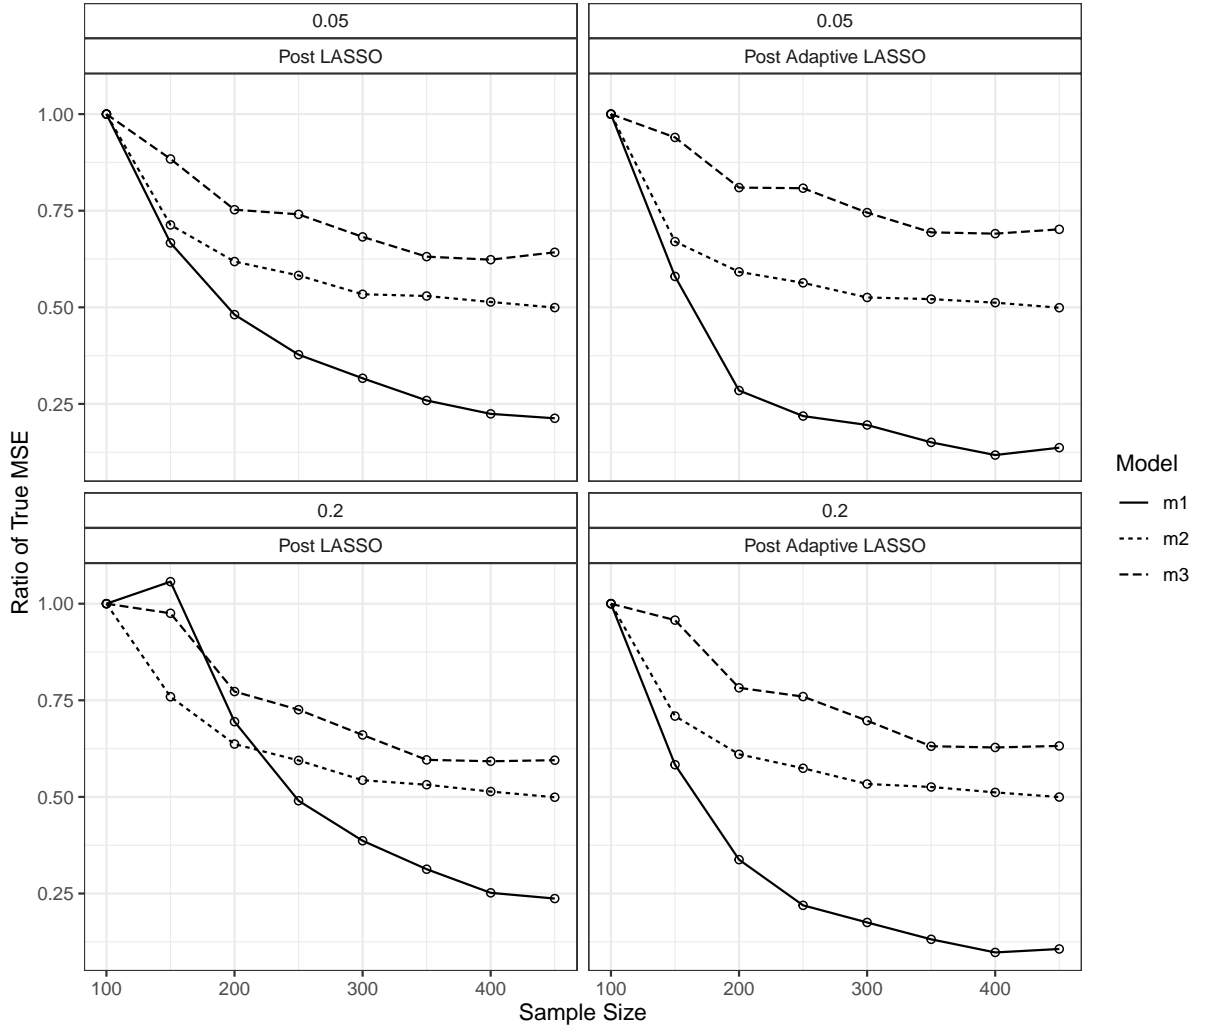 0.05
0.05
Post LASSO
Post Adaptive LASSO
1.00
0.75
0.50
0.25
0.2
0.2
Post LASSO
Post Adaptive LASSO
1.00
0.75
0.50
0.25
100 200 300 400
100 200 300 400
Sample Size
Ratio of True MSE
Model
m1
m2
m3